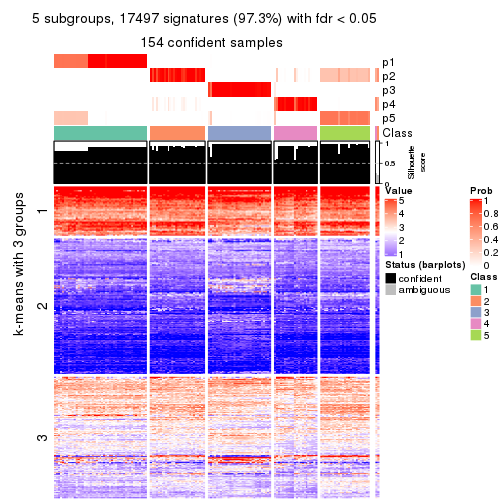 5 subgroups, 17497 signatures (97.3%) with fdr < 0.05
154 confident samples
p1
p2
p3
p4
p5
Class
1
0.5
0
Silhouette
score
k-means with 3 groups
1
2
3
Value
5
4
3
2
1
Status (barplots)
confident
ambiguous
Prob
1
0.8
0.6
0.4
0.2
0
Class
1
2
3
4
5